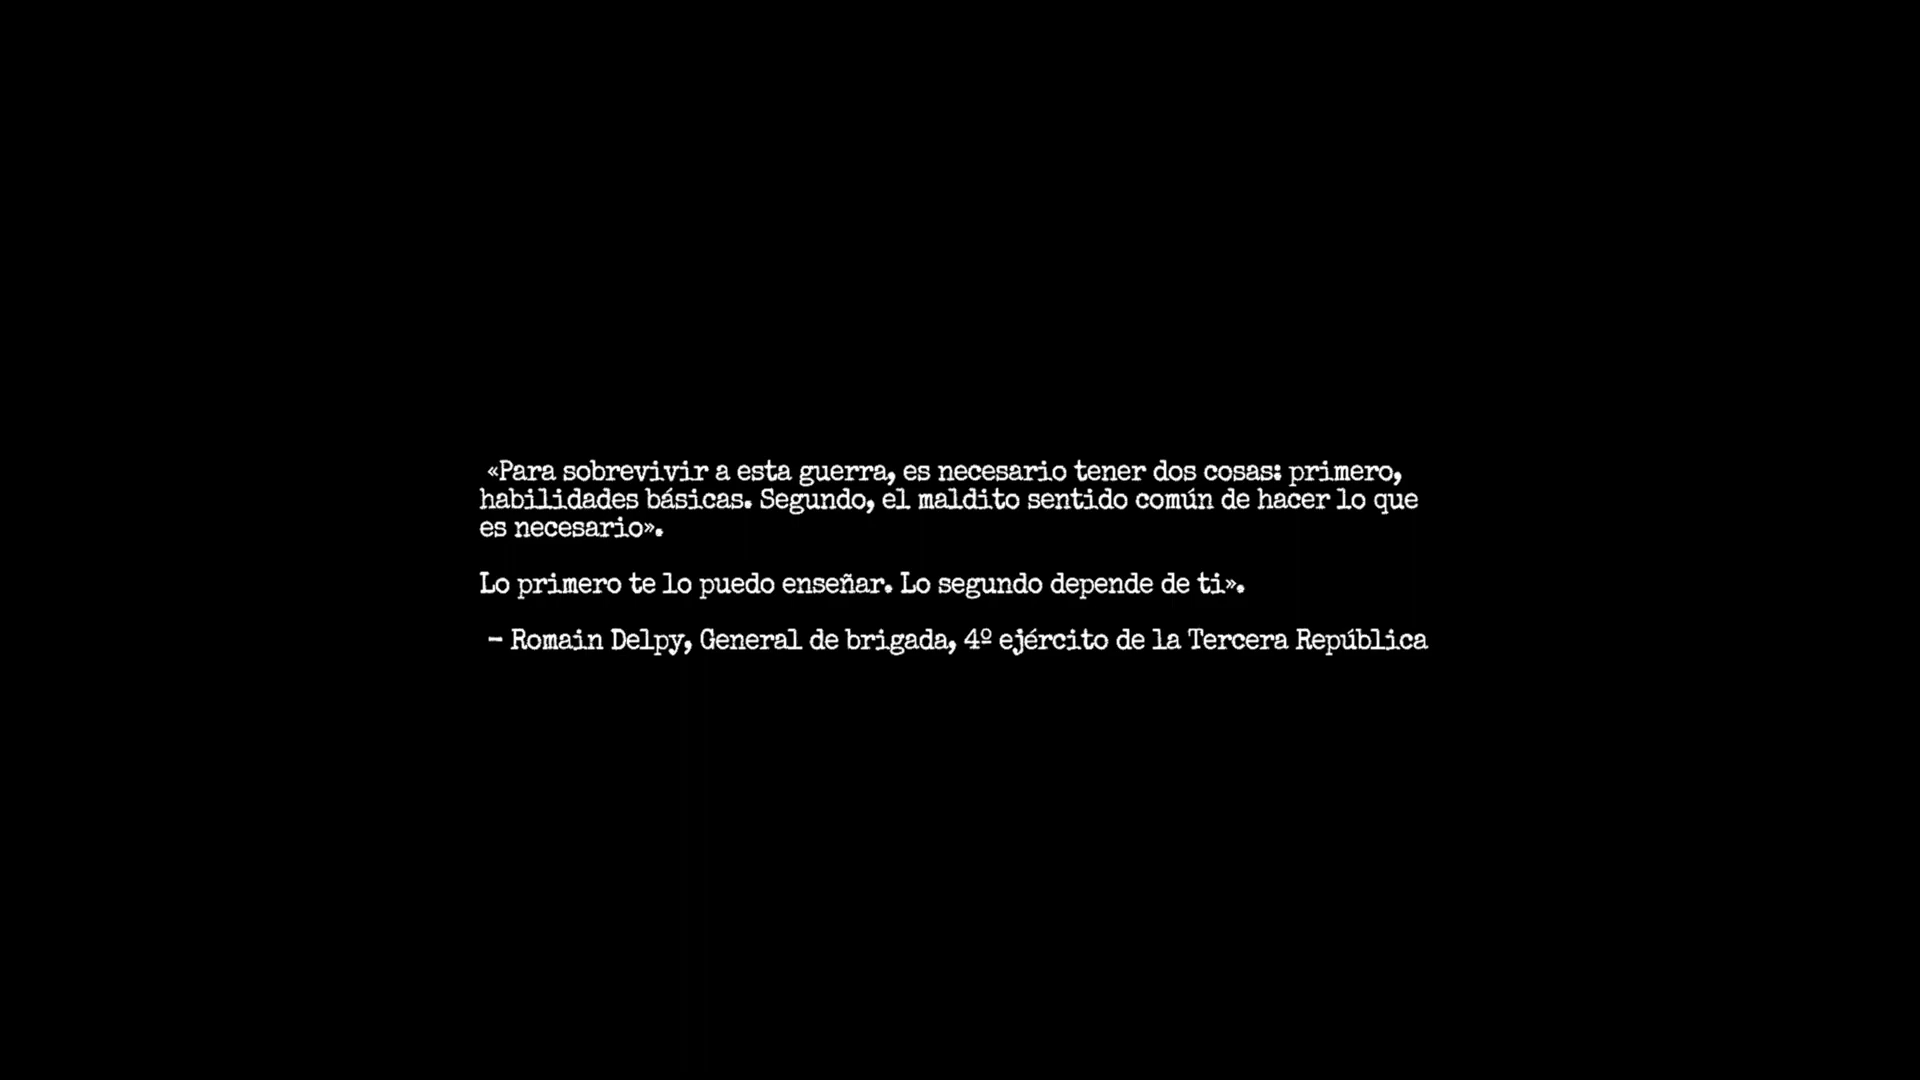 «Para sobrevivir a esta guerra, es necesario tener dos cosas: primero,
habilidades básicas. Segundo, el maldito sentido común de hacer lo que
es necesario».
Lo primero te lo puedo enseñar. Lo segundo depende de ti».
– Romain Delpy, General de brigada, 4º ejército de la Tercera República